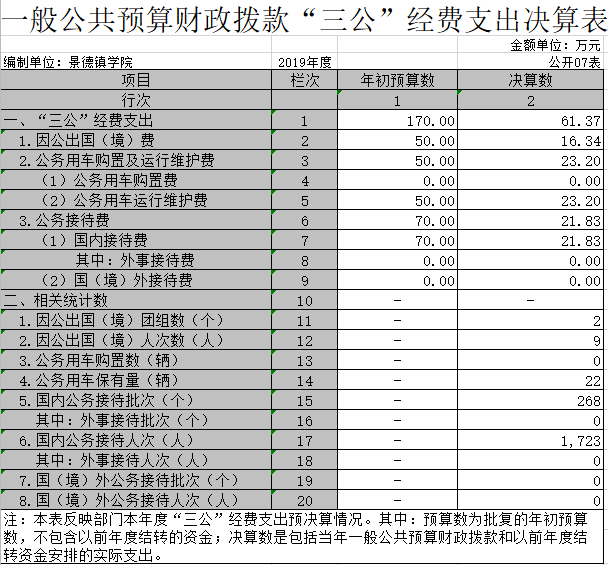 一般公共预算财政拨款“三公”经费支出决算表
金额单位：万元
编制单位：景德镇学院 2019年度 公开07表
项目 栏次 年初预算数 决算数
行次 1 2
一、“三公”经费支出 1 170.00 61.37
1.因公出国（境）费 2 50.00 16.34
2.公务用车购置及运行维护费 3 50.00 23.20
（1）公务用车购置费 4 0.00 0.00
（2）公务用车运行维护费 5 50.00 23.20
3.公务接待费 6 70.00 21.83
（1）国内接待费 7 70.00 21.83
其中：外事接待费 8 0.00 0.00
（2）国（境）外接待费 9 0.00 0.00
二、相关统计数 10 － －
1.因公出国（境）团组数（个） 11 － 2
2.因公出国（境）人次数（人） 12 － 9
3.公务用车购置数（辆） 13 － 0
4.公务用车保有量（辆） 14 － 22
5.国内公务接待批次（个） 15 － 268
其中：外事接待批次（个） 16 － 0
6.国内公务接待人次（人） 17 － 1,723
其中：外事接待人次（人） 18 － 0
7.国（境）外公务接待批次（个） 19 － 0
8.国（境）外公务接待人次（人） 20 － 0
注：本表反映部门本年度“三公”经费支出预决算情况。其中：预算数为批复的年初预算
数，不包含以前年度结转的资金；决算数是包括当年一般公共预算财政拨款和以前年度结
转资金安排的实际支出。